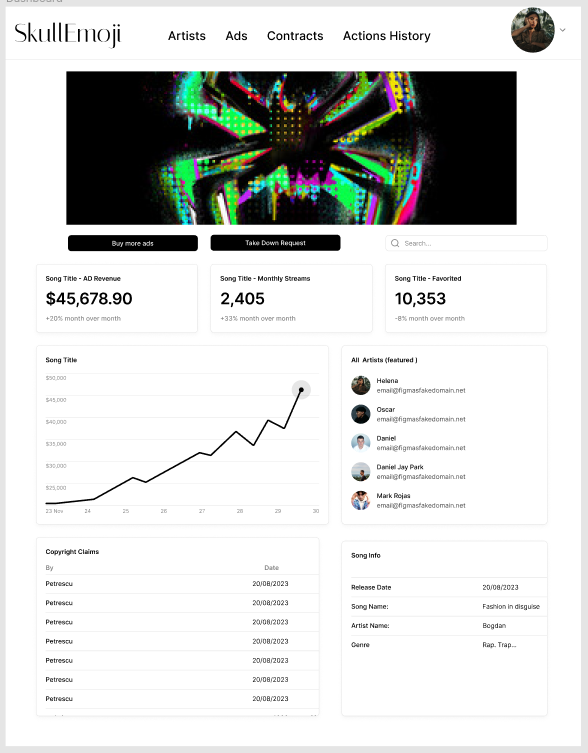 Dashboard
SkullEmoji
Artists Ads Contracts Actions History
Buy more ads
Take Down Request
Search...
Song Title - AD Revenue
$45,678.90
+20% month over month
Song Title - Monthly Streams
2,405
+33% month over month
Song Title - Favorited
10,353
-8% month over month
Song Title
$50,000
$45,000
$40,000
$35,000
$30,000
$25,000
23 Nov 24 25 26 27 28 29 30
All Artists (featured )
Helena
email@figmasfakedomain.net
Oscar
email@figmasfakedomain.net
Daniel
email@figmasfakedomain.net
Daniel Jay Park
email@figmasfakedomain.net
Mark Rojas
email@figmasfakedomain.net
Copyright Claims
By Date
Petrescu 20/08/2023
Petrescu 20/08/2023
Petrescu 20/08/2023
Petrescu 20/08/2023
Petrescu 20/08/2023
Petrescu 20/08/2023
Petrescu 20/08/2023
Song Info
Release Date 20/08/2023
Song Name: Fashion in disguise
Artist Name: Bogdan
Genre Rap. Trap...